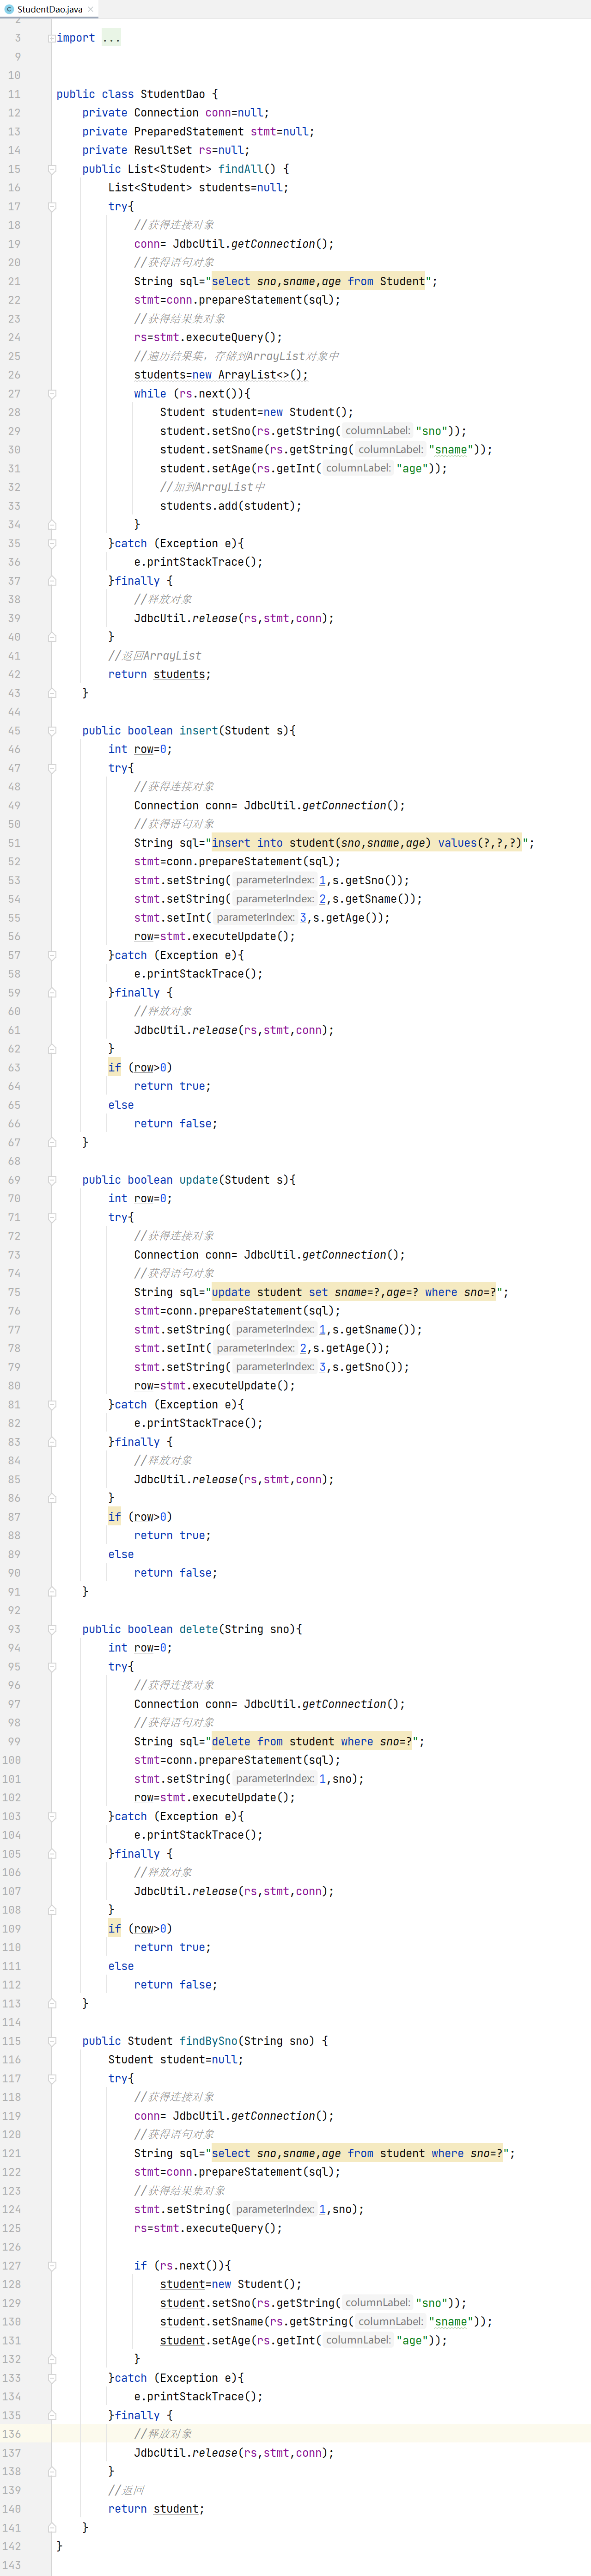 StudentDao.java
2
3 import ...
9
10
11 public class StudentDao {
12 private Connection conn=null;
13 private PreparedStatement stmt=null;
14 private ResultSet rs=null;
15 public List<Student> findAll() {
16 List<Student> students=null;
17 try{
18 //获得连接对象
19 conn= JdbcUtil.getConnection();
20 //获得语句对象
21 String sql="select sno,sname,age from Student";
22 stmt=conn.prepareStatement(sql);
23 //获得结果集对象
24 rs=stmt.executeQuery();
25 //遍历结果集，存储到ArrayList对象中
26 students=new ArrayList<>();
27 while (rs.next()){
28 Student student=new Student();
29 student.setSno(rs.getString( columnLabel: "sno"));
30 student.setSname(rs.getString( columnLabel: "sname"));
31 student.setAge(rs.getInt( columnLabel: "age"));
32 //加到ArrayList中
33 students.add(student);
34 }
35 }catch (Exception e){
36 e.printStackTrace();
37 }finally {
38 //释放对象
39 JdbcUtil.release(rs,stmt,conn);
40 }
41 //返回ArrayList
42 return students;
43 }
44
45 public boolean insert(Student s){
46 int row=0;
47 try{
48 //获得连接对象
49 Connection conn= JdbcUtil.getConnection();
50 //获得语句对象
51 String sql="insert into student(sno,sname,age) values(?,?,?)";
52 stmt=conn.prepareStatement(sql);
53 stmt.setString( parameterIndex: 1,s.getSno());
54 stmt.setString( parameterIndex: 2,s.getSname());
55 stmt.setInt( parameterIndex: 3,s.getAge());
56 row=stmt.executeUpdate();
57 }catch (Exception e){
58 e.printStackTrace();
59 }finally {
60 //释放对象
61 JdbcUtil.release(rs,stmt,conn);
62 }
63 if (row>0)
64 return true;
65 else
66 return false;
67 }
68
69 public boolean update(Student s){
70 int row=0;
71 try{
72 //获得连接对象
73 Connection conn= JdbcUtil.getConnection();
74 //获得语句对象
75 String sql="update student set sname=?,age=? where sno=?";
76 stmt=conn.prepareStatement(sql);
77 stmt.setString( parameterIndex: 1,s.getSname());
78 stmt.setInt( parameterIndex: 2,s.getAge());
79 stmt.setString( parameterIndex: 3,s.getSno());
80 row=stmt.executeUpdate();
81 }catch (Exception e){
82 e.printStackTrace();
83 }finally {
84 //释放对象
85 JdbcUtil.release(rs,stmt,conn);
86 }
87 if (row>0)
88 return true;
89 else
90 return false;
91 }
92
93 public boolean delete(String sno){
94 int row=0;
95 try{
96 //获得连接对象
97 Connection conn= JdbcUtil.getConnection();
98 //获得语句对象
99 String sql="delete from student where sno=?";
100 stmt=conn.prepareStatement(sql);
101 stmt.setString( parameterIndex: 1,sno);
102 row=stmt.executeUpdate();
103 }catch (Exception e){
104 e.printStackTrace();
105 }finally {
106 //释放对象
107 JdbcUtil.release(rs,stmt,conn);
108 }
109 if (row>0)
110 return true;
111 else
112 return false;
113 }
114
115 public Student findBySno(String sno) {
116 Student student=null;
117 try{
118 //获得连接对象
119 conn= JdbcUtil.getConnection();
120 //获得语句对象
121 String sql="select sno,sname,age from student where sno=?";
122 stmt=conn.prepareStatement(sql);
123 //获得结果集对象
124 stmt.setString( parameterIndex: 1,sno);
125 rs=stmt.executeQuery();
126
127 if (rs.next()){
128 student=new Student();
129 student.setSno(rs.getString( columnLabel: "sno"));
130 student.setSname(rs.getString( columnLabel: "sname"));
131 student.setAge(rs.getInt( columnLabel: "age"));
132 }
133 }catch (Exception e){
134 e.printStackTrace();
135 }finally {
136 //释放对象
137 JdbcUtil.release(rs,stmt,conn);
138 }
139 //返回
140 return student;
141 }
142 }
143